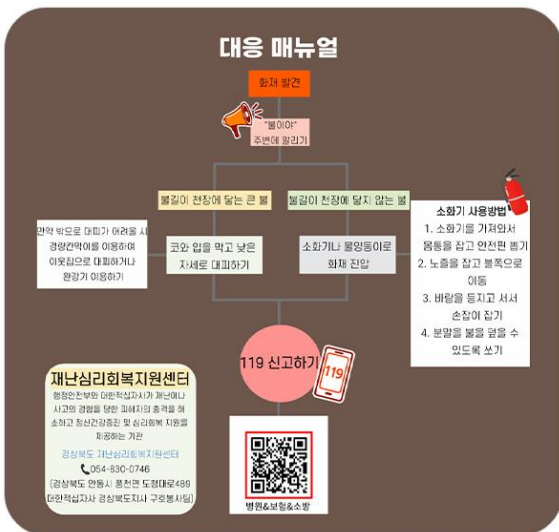 대응 매뉴얼
화재 발견
"불이야"
주변에 알리기
불길이 천장에 닿는 큰 불
불길이 천장에 닿지 않는 불
만약 밖으로 대피가 어려울 시
경량칸막이를 이용하여
이웃집으로 대피하거나
완강기 이용하기
코와 입을 막고 낮은
자세로 대피하기
소화기나 물양동이로
화재 진압
소화기 사용방법
1. 소화기를 가져와서
몸통을 잡고 안전핀 뽑기
2. 노즐을 잡고 불쪽으로
이동
3. 바람을 등지고 서서
손잡이 잡기
4. 분말을 불을 덮을 수
있도록 쏘기
119 신고하기
119
재난심리회복지원센터
행정안전부와 대한적십자사가 재난이나
사고의 경험을 당한 피해자의 충격을 해
소하고 정신건강증진 및 심리회복 지원을
제공하는 기관
경상북도 재난심리회복지원센터
054-830-0746
(경상북도 안동시 풍천면 도청대로489
대한적십자사 경상북도지사 구호봉사팀)
병원&보험&소방